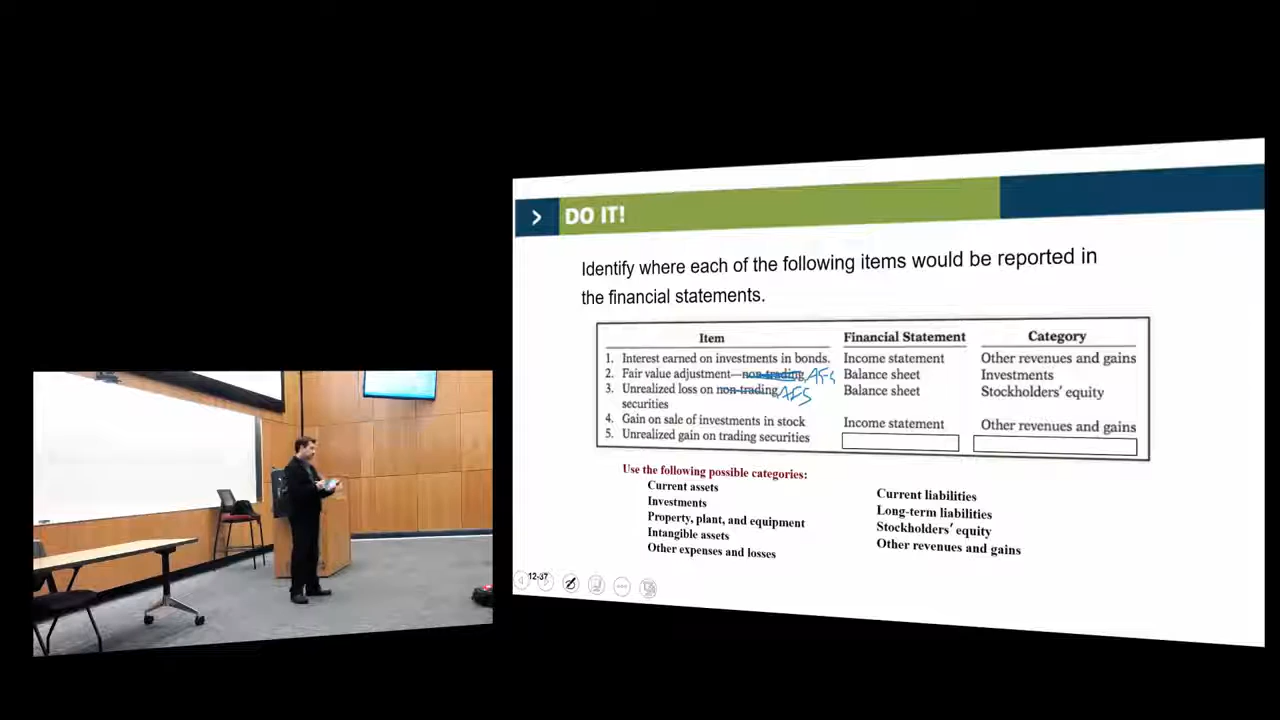 DO IT!
Identify where each of the following items would be reported in
the financial statements.
Item Financial Statement Category
1. Interest earned on investments in bonds. Income statement Other revenues and gains
2. Fair value adjustment—non-trading AFS Balance sheet Investments
3. Unrealized loss on non-trading AFS Balance sheet Stockholders' equity
securities
4. Gain on sale of investments in stock Income statement Other revenues and gains
5. Unrealized gain on trading securities
Use the following possible categories:
Current assets
Investments
Property, plant, and equipment
Intangible assets
Other expenses and losses
Current liabilities
Long-term liabilities
Stockholders' equity
Other revenues and gains
12-37